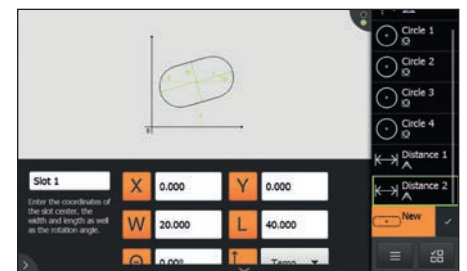 Circle 1
Circle 2
Circle 3
Circle 4
Distance 1
Distance 2
New
Slot 1
Enter the coordinates of
the slot center, the
width and length as well
as the rotation angle.
X 0.000 Y 0.000
W 20.000 L 40.000
0.00°